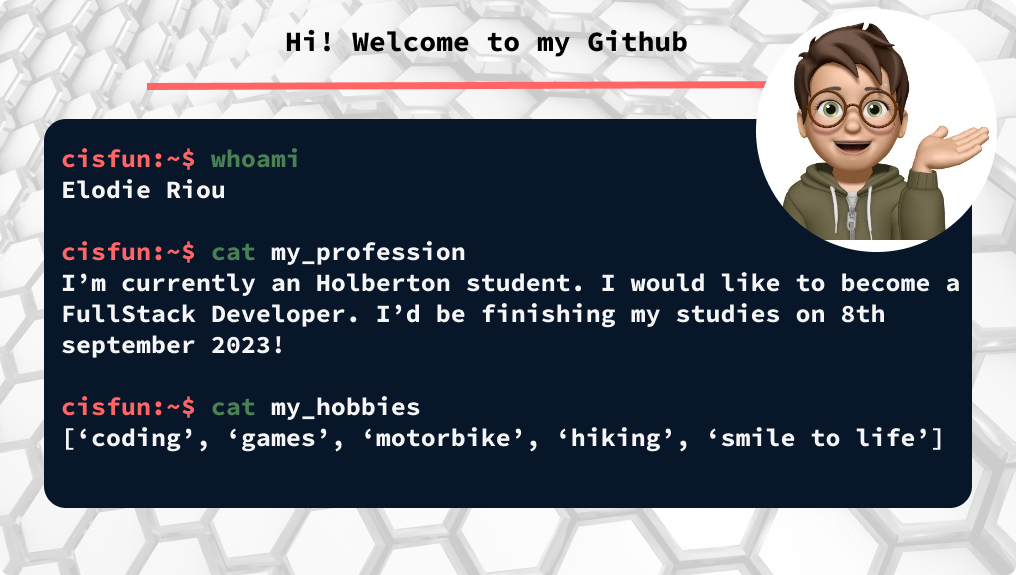 Hi! Welcome to my Github
cisfun:~$ whoami
Elodie Riou
cisfun:~$ cat my_profession
I’m currently an Holberton student. I would like to become a
FullStack Developer. I’d be finishing my studies on 8th
september 2023!
cisfun:~$ cat my_hobbies
[‘coding’, ‘games’, ‘motorbike’, ‘hiking’, ‘smile to life’]